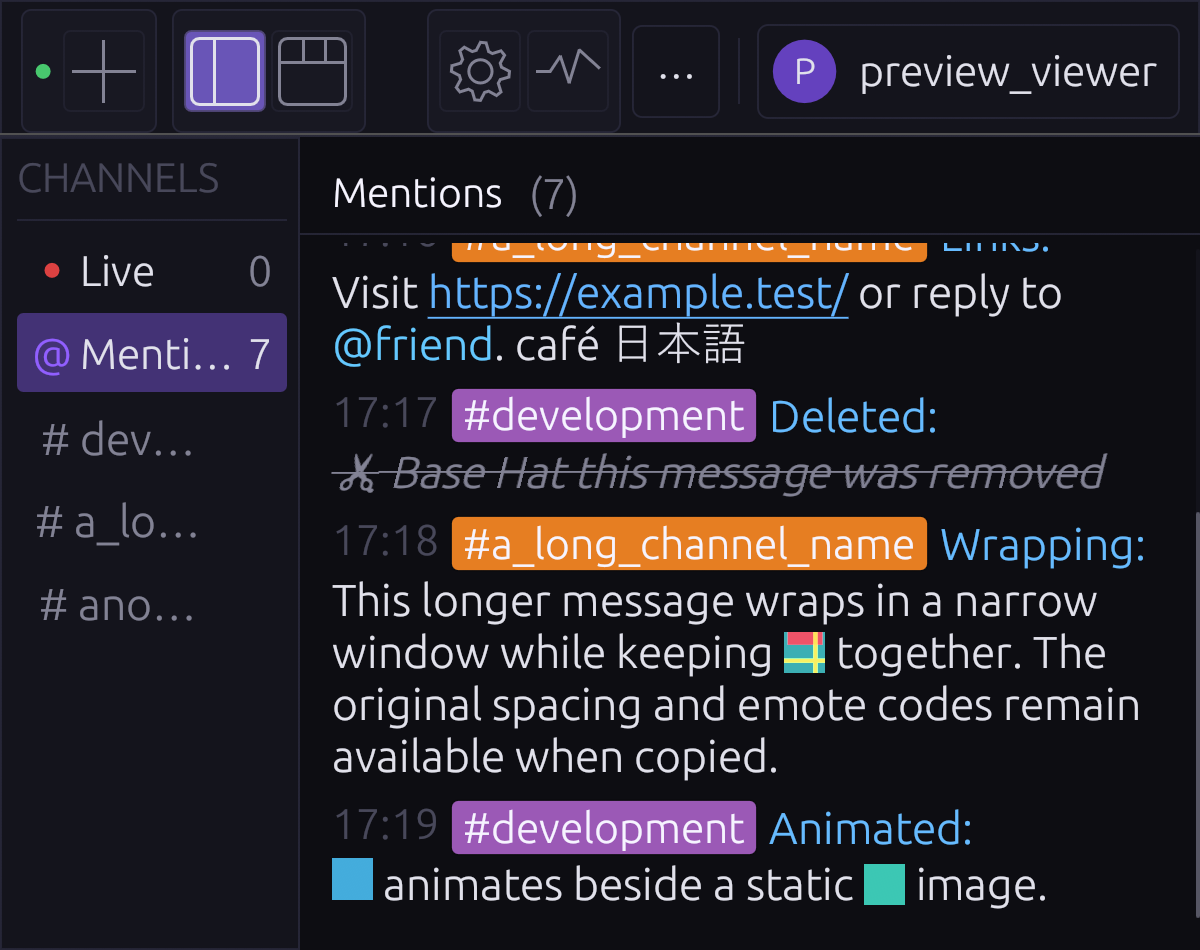 ...
P preview_viewer
CHANNELS
Live 0
@ Menti... 7
# dev...
# a_lo...
# ano...
Mentions (7)
#a_long_channel_name Links:
Visit https://example.test/ or reply to
@friend. café 日本語
17:17 #development Deleted:
Base Hat this message was removed
17:18 #a_long_channel_name Wrapping:
This longer message wraps in a narrow
window while keeping together. The
original spacing and emote codes remain
available when copied.
17:19 #development Animated:
animates beside a static image.